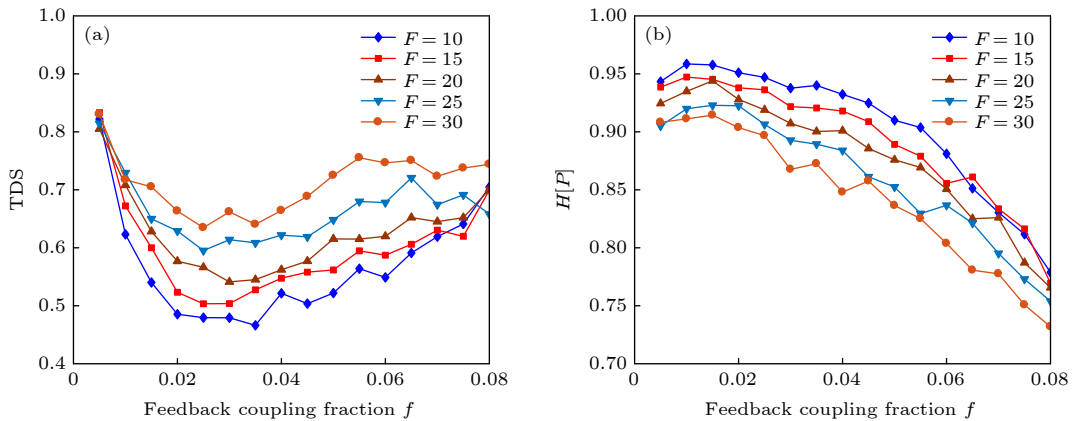 (a)
F = 10
F = 15
F = 20
F = 25
F = 30
1.0
0.9
0.8
0.7
0.6
0.5
0.4
TDS
0
0.02
0.04
0.06
0.08
Feedback coupling fraction f
(b)
F = 10
F = 15
F = 20
F = 25
F = 30
1.00
0.95
0.90
0.85
0.80
0.75
0.70
H[P]
0
0.02
0.04
0.06
0.08
Feedback coupling fraction f